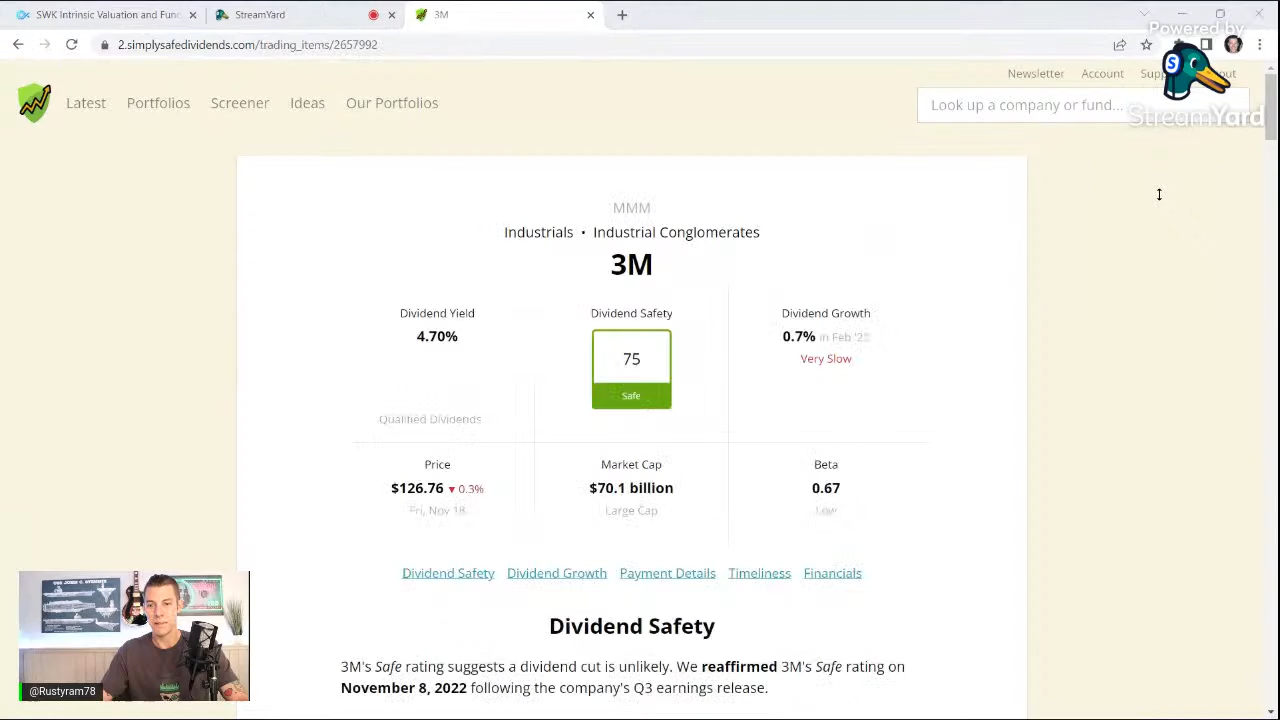 SWK Intrinsic Valuation and Func
StreamYard
3M
2.simplysafedividends.com/trading_items/2657992
Powered by
StreamYard
Newsletter Account
Latest Portfolios Screener Ideas Our Portfolios
Look up a company or fund...
MMM
Industrials • Industrial Conglomerates
3M
Dividend Yield
4.70%
Qualified Dividends
Dividend Safety
75
Safe
Dividend Growth
0.7% in Feb
Very Slow
Price
$126.76 ▼0.3%
Fri, Nov 18
Market Cap
$70.1 billion
Large Cap
Beta
0.67
Low
Dividend Safety Dividend Growth Payment Details Timeliness Financials
Dividend Safety
3M's Safe rating suggests a dividend cut is unlikely. We reaffirmed 3M's Safe rating on
November 8, 2022 following the company's Q3 earnings release.
@Rustyram78